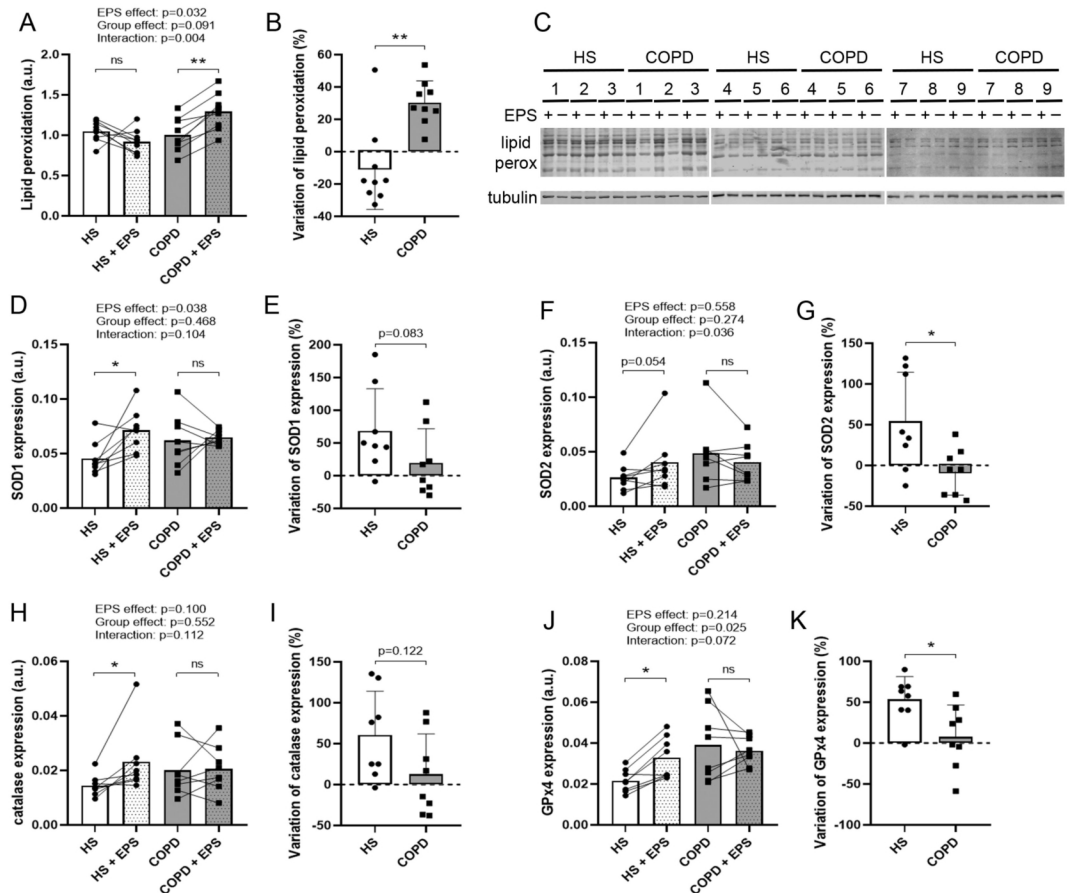 A
EPS effect: p=0.032
Group effect: p=0.091
Interaction: p=0.004
ns
**
Lipid peroxidation (a.u.)
2.0
1.5
1.0
0.5
0.0
HS
HS + EPS
COPD
COPD + EPS
B
**
Variation of lipid peroxidation (%)
60
40
20
0
-20
-40
HS
COPD
C
HS COPD HS COPD HS COPD
1 2 3 1 2 3 4 5 6 4 5 6 7 8 9 7 8 9
EPS + - + - + - + - + - + - + - + - + - + - + - + - + - + - + - + - + - + -
lipid
perox
tubulin
D
EPS effect: p=0.038
Group effect: p=0.468
Interaction: p=0.104
*
ns
SOD1 expression (a.u.)
0.15
0.10
0.05
0.00
HS
HS + EPS
COPD
COPD + EPS
E
p=0.083
Variation of SOD1 expression (%)
200
150
100
50
0
-50
HS
COPD
F
EPS effect: p=0.558
Group effect: p=0.274
Interaction: p=0.036
p=0.054
ns
SOD2 expression (a.u.)
0.15
0.10
0.05
0.00
HS
HS + EPS
COPD
COPD + EPS
G
*
Variation of SOD2 expression (%)
150
100
50
0
-50
HS
COPD
H
EPS effect: p=0.100
Group effect: p=0.552
Interaction: p=0.112
*
ns
catalase expression (a.u.)
0.06
0.04
0.02
0.00
HS
HS + EPS
COPD
COPD + EPS
I
p=0.122
Variation of catalase expression (%)
150
100
50
0
-50
HS
COPD
J
EPS effect: p=0.214
Group effect: p=0.025
Interaction: p=0.072
*
ns
GPx4 expression (a.u.)
0.08
0.06
0.04
0.02
0.00
HS
HS + EPS
COPD
COPD + EPS
K
*
Variation of GPx4 expression (%)
100
50
0
-50
-100
HS
COPD